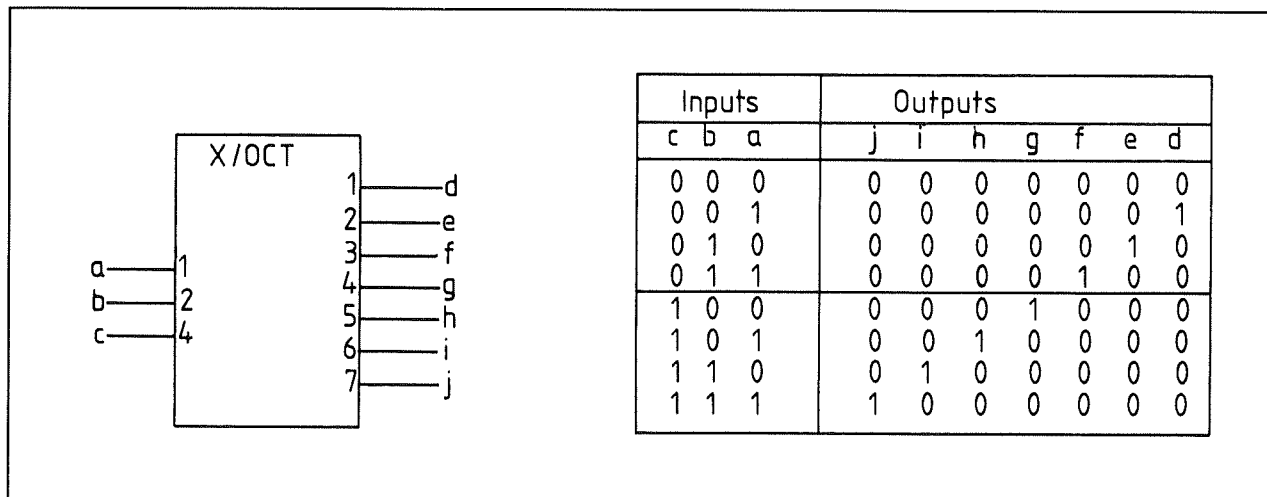 X/OCT
a 1
b 2
c 4
1 d
2 e
3 f
4 g
5 h
6 i
7 j
Inputs Outputs
c b a j i h g f e d
0 0 0 0 0 0 0 0 0 0
0 0 1 0 0 0 0 0 0 1
0 1 0 0 0 0 0 0 1 0
0 1 1 0 0 0 0 1 0 0
1 0 0 0 0 0 1 0 0 0
1 0 1 0 0 1 0 0 0 0
1 1 0 0 1 0 0 0 0 0
1 1 1 1 0 0 0 0 0 0